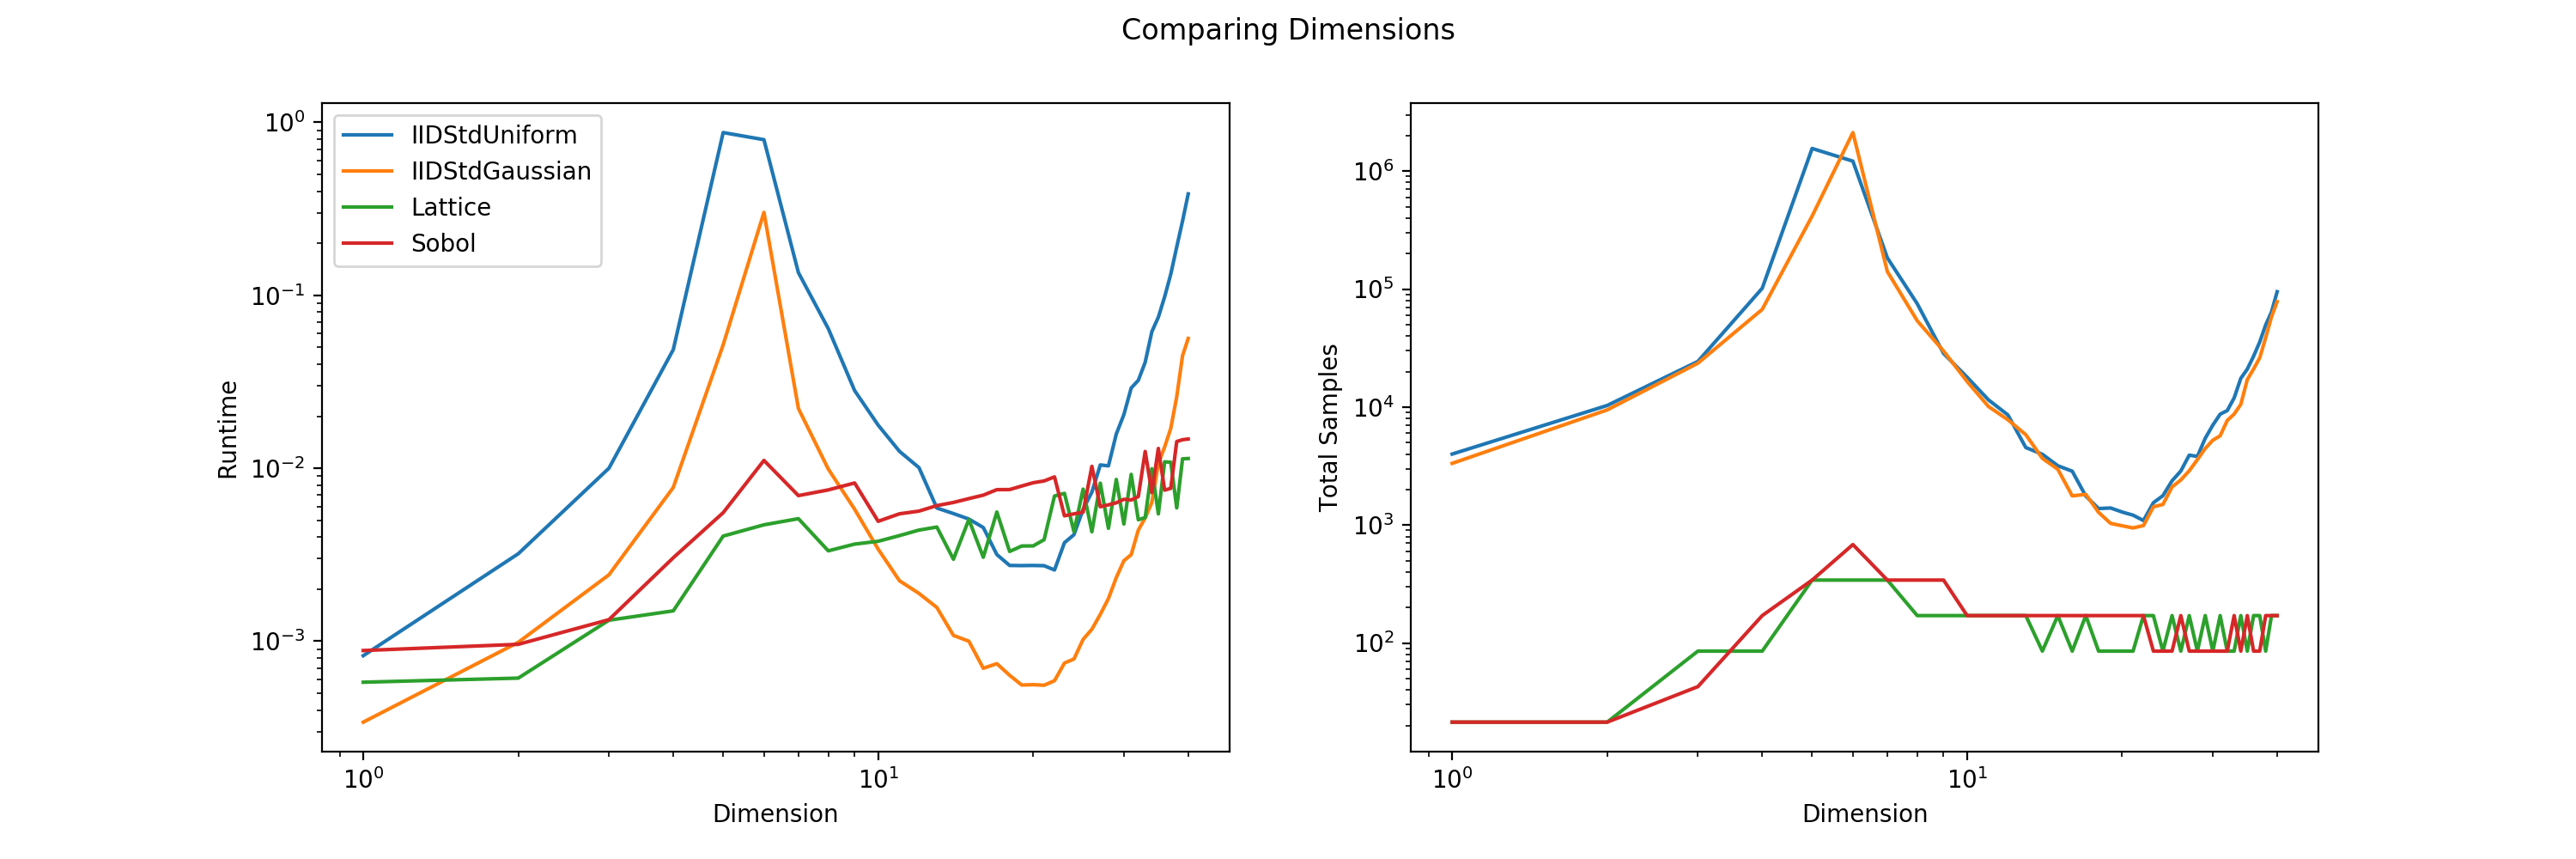 Comparing Dimensions
10⁰
10⁻¹
10⁻²
10⁻³
Runtime
IIDStdUniform
IIDStdGaussian
Lattice
Sobol
10⁰
10¹
Dimension
10⁶
10⁵
10⁴
10³
10²
Total Samples
10⁰
10¹
Dimension